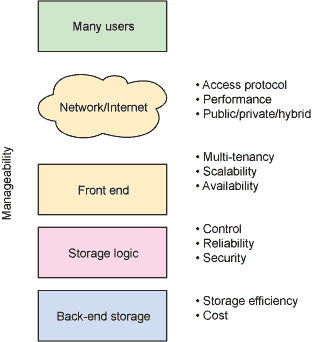 Many users
Network/Internet
• Access protocol
• Performance
• Public/private/hybrid
Manageability
Front end
• Multi-tenancy
• Scalability
• Availability
Storage logic
• Control
• Reliability
• Security
Back-end storage
• Storage efficiency
• Cost